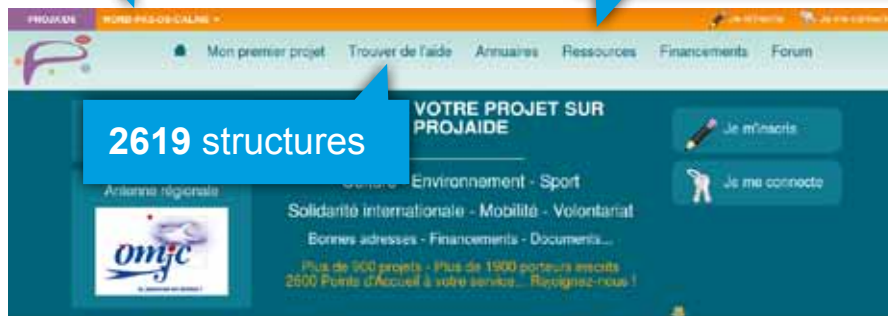 PROJAIDE NORD-PAS-DE-CALAIS
Je m'inscris Je me connecte
Mon premier projet Trouver de l'aide Annuaires Ressources Financements Forum
VOTRE PROJET SUR
PROJAIDE
2619 structures
Je m'inscris
Je me connecte
Antenne régionale
omjc
Culture - Environnement - Sport
Solidarité internationale - Mobilité - Volontariat
Bonnes adresses - Financements - Documents...
Plus de 900 projets - Plus de 1900 porteurs inscrits
2600 Points d'Accueil à votre service... Rejoignez-nous !